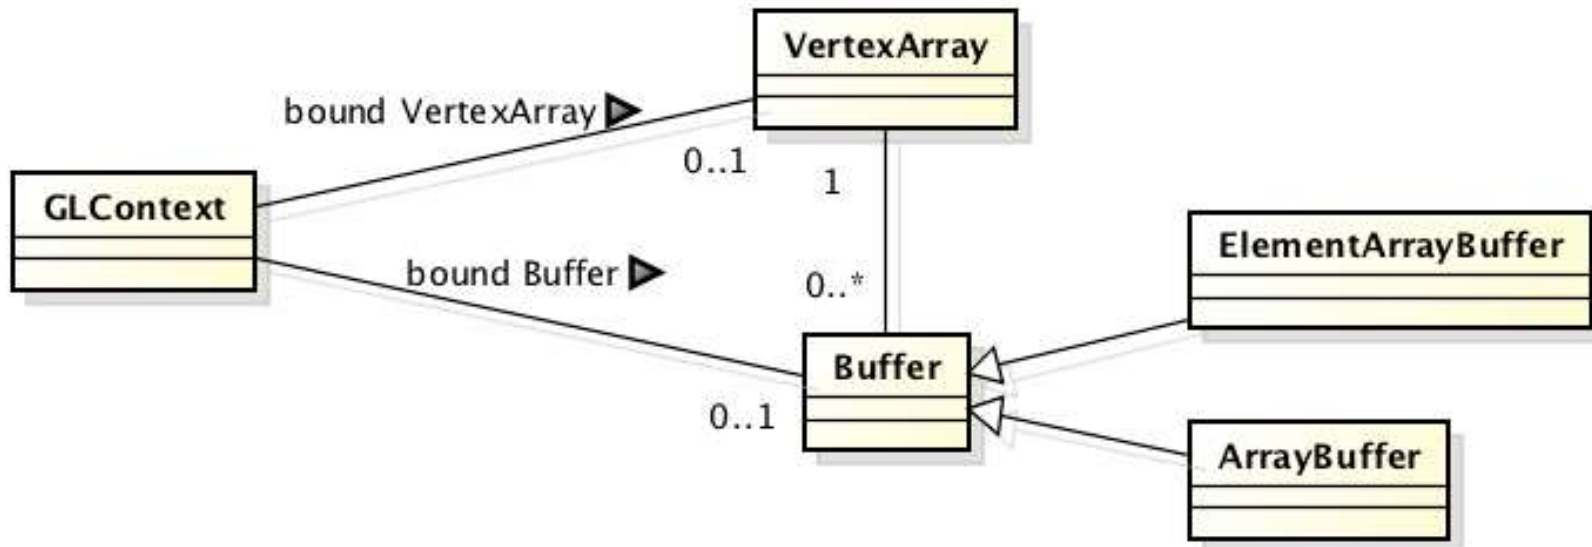 VertexArray
bound VertexArray
0..1
1
GLContext
ElementArrayBuffer
bound Buffer
0..*
Buffer
0..1
ArrayBuffer